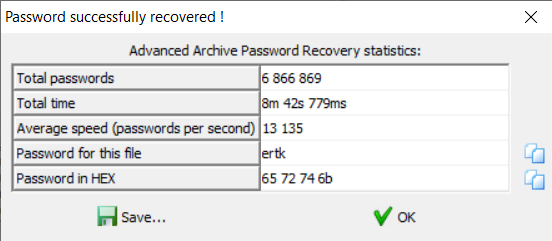 Password successfully recovered !
Advanced Archive Password Recovery statistics:
Total passwords 6 866 869
Total time 8m 42s 779ms
Average speed (passwords per second) 13 135
Password for this file ertk
Password in HEX 65 72 74 6b
Save... OK